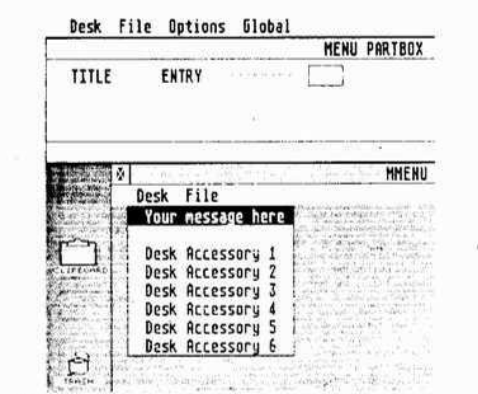 Desk File Options Global
MENU PARTBOX
TITLE ENTRY
MMENU
Desk File
Your message here
Desk Accessory 1
Desk Accessory 2
Desk Accessory 3
CLIPBOARD
Desk Accessory 4
Desk Accessory 5
Desk Accessory 6
TRASH